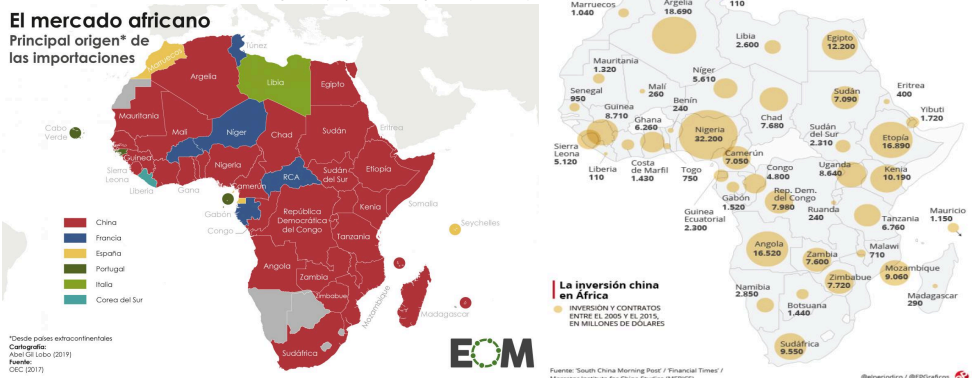 El mercado africano
Principal origen* de
las importaciones
Marruecos
Túnez
Argelia
Libia
Egipto
Mauritania
Malí
Níger
Chad
Sudán
Eritrea
Cabo
Verde
Guinea
Sierra
Leona
Liberia
Gana
Nigeria
Camerún
RCA
Sudán
del Sur
Etiopía
Somalia
Gabón
Congo
República
Democrática
del Congo
Kenia
Tanzania
Seychelles
Angola
Zambia
Zimbabue
Mozambique
Madagascar
Sudáfrica
China
Francia
España
Portugal
Italia
Corea del Sur
*Desde países extracontinentales
Cartografía:
Abel Gil Lobo (2019)
Fuente:
OEC (2017)
EOM
Marruecos
1.040
Argelia
18.690
110
Libia
2.600
Egipto
12.200
Mauritania
1.320
Malí
260
Níger
5.610
Senegal
950
Guinea
8.710
Ghana
6.260
Benín
240
Nigeria
32.200
Chad
7.680
Sudán
7.090
Eritrea
400
Yibuti
1.720
Sudán
del Sur
2.310
Etopía
16.890
Sierra
Leona
5.120
Liberia
110
Costa
de Marfil
1.430
Togo
750
Camerún
7.050
Congo
4.800
Uganda
8.640
Kenia
10.190
Gabón
1.520
Rep. Dem.
del Congo
7.980
Ruanda
240
Guinea
Ecuatorial
2.300
Tanzania
6.760
Mauricio
1.150
Angola
16.520
Zambia
7.600
Malawi
710
Mozambique
9.060
Zimbabue
7.720
Namibia
2.850
Botsuana
1.440
Madagascar
290
Sudáfrica
9.550
La inversión china
en África
INVERSIÓN Y CONTRATOS
ENTRE EL 2005 Y EL 2015,
EN MILLONES DE DÓLARES
Fuente: 'South China Morning Post' / 'Financial Times' /
@elperiodico / @EPGraficos